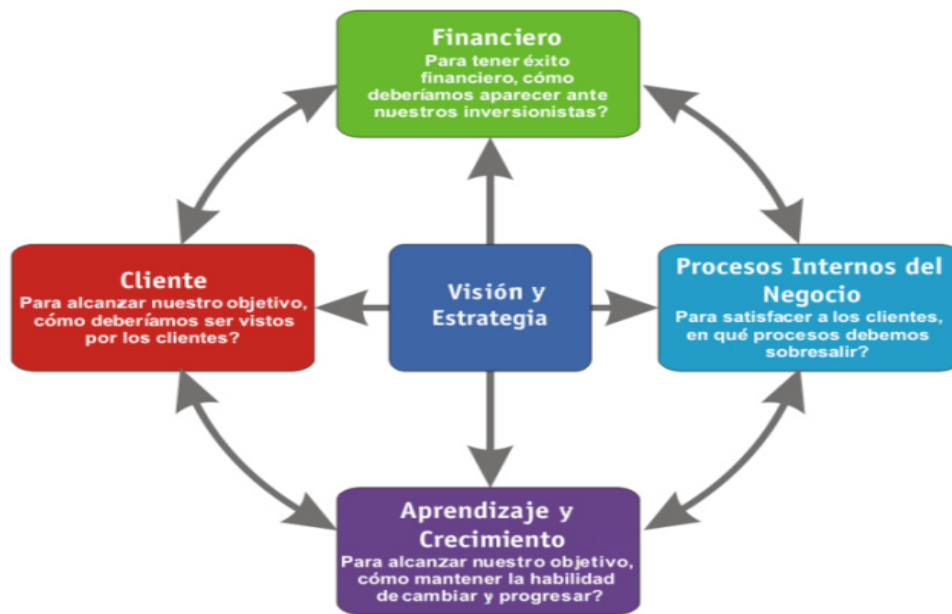 Financiero
Para tener éxito
financiero, cómo
deberíamos aparecer ante
nuestros inversionistas?
Cliente
Para alcanzar nuestro objetivo,
cómo deberíamos ser vistos
por los clientes?
Visión y
Estrategia
Procesos Internos del
Negocio
Para satisfacer a los clientes,
en qué procesos debemos
sobresalir?
Aprendizaje y
Crecimiento
Para alcanzar nuestro objetivo,
cómo mantener la habilidad
de cambiar y progresar?